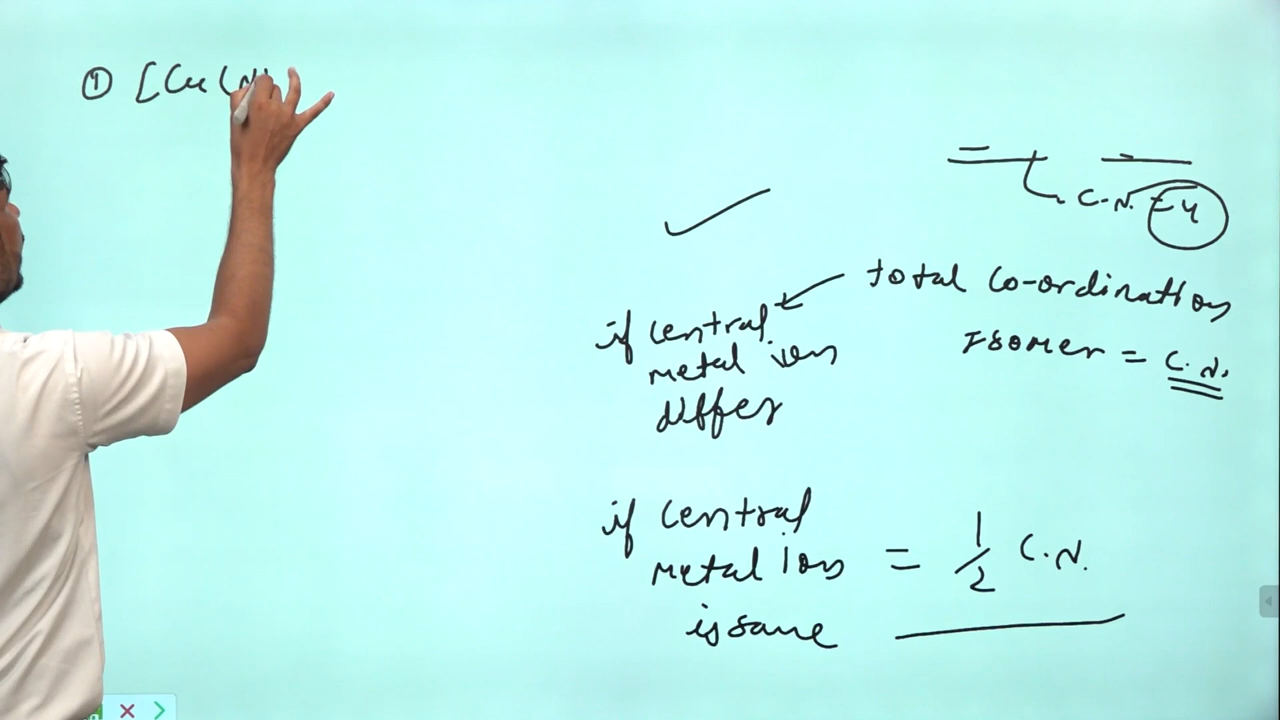 ① [Cu (N
C.N. = 4
total Co-ordination
Isomer = C.N.
if central
metal ion
differ
if central
metal ion = 1/2 C.N.
is same